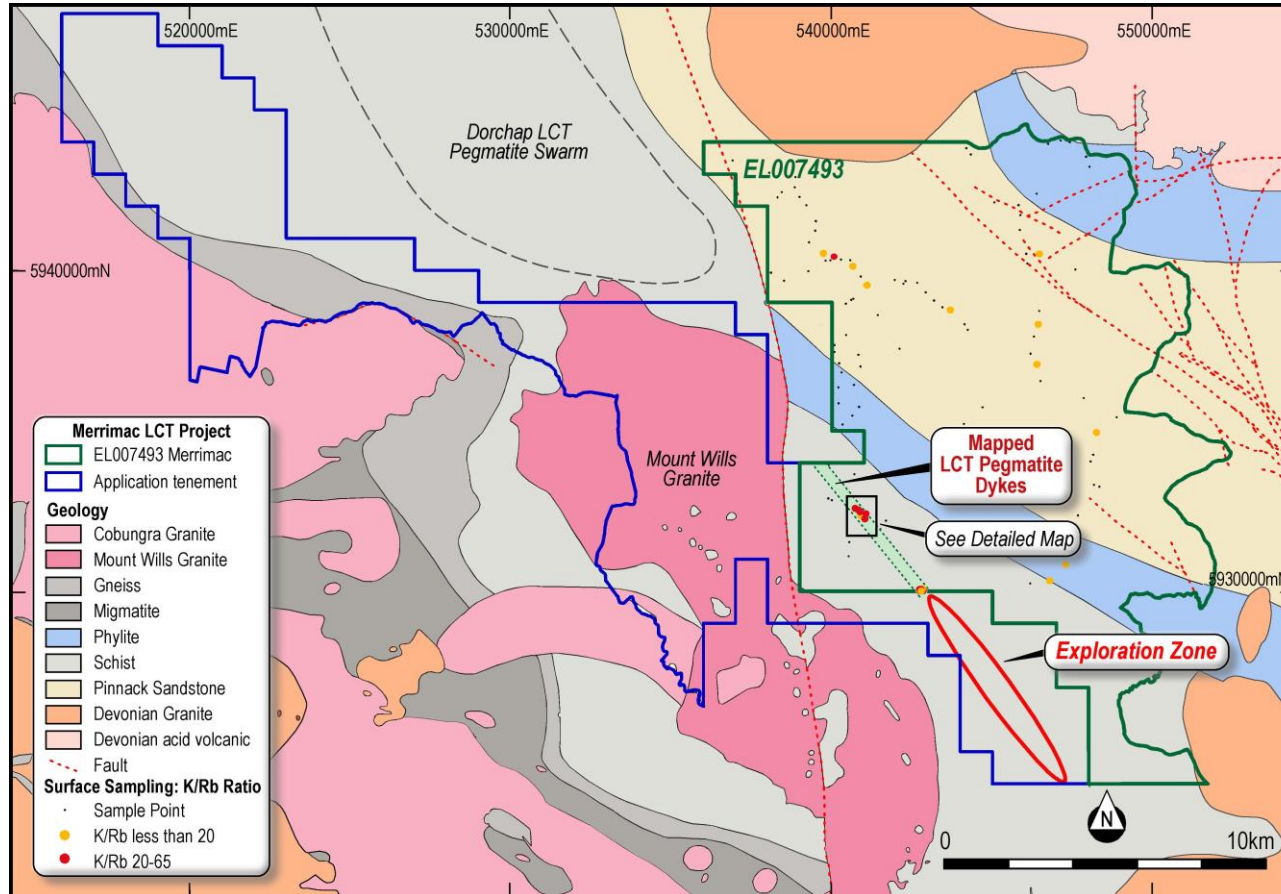 520000mE
530000mE
540000mE
550000mE
Dorchap LCT
Pegmatite Swarm
EL007493
5940000mN
Mount Wills
Granite
Mapped
LCT Pegmatite
Dykes
See Detailed Map
5930000mN
Exploration Zone
Merrimac LCT Project
EL007493 Merrimac
Application tenement
Geology
Cobungra Granite
Mount Wills Granite
Gneiss
Migmatite
Phylite
Schist
Pinnack Sandstone
Devonian Granite
Devonian acid volcanic
Fault
Surface Sampling: K/Rb Ratio
Sample Point
K/Rb less than 20
K/Rb 20-65
N
0
10km